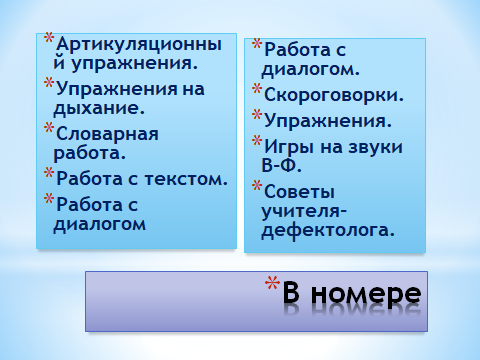 *Артикуляционны
й упражнения.
*Упражнения на
дыхание.
*Словарная
работа.
*Работа с текстом.
*Работа с
диалогом
*Работа с
диалогом.
*Скороговорки.
*Упражнения.
*Игры на звуки
В-Ф.
*Советы
учителя-
дефектолога.
*В номере